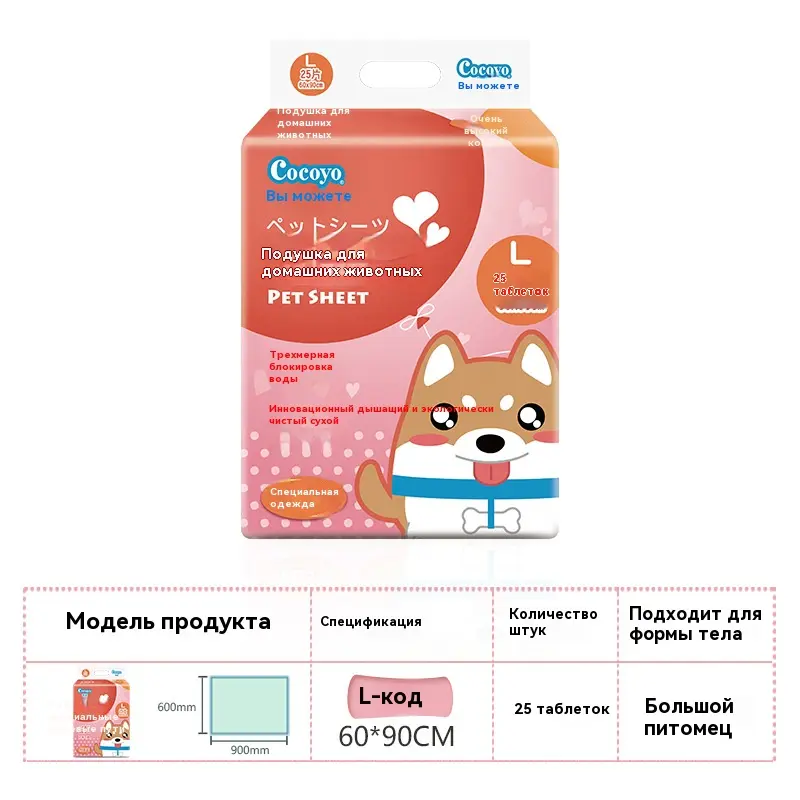 L
25片
60x90cm
Cocoyo
Вы можете
Подушка для
домашних
животных
Очень
высокий
Cocoyo
Вы можете
ペットシーツ
Подушка для
домашних животных
PET SHEET
L
25
таблеток
Трехмерная
блокировка
воды
Инновационный дышащий и экологически
чистый сухой
Специальная
одежда
Модель продукта
Спецификация
Количество
штук
Подходит для
формы тела
Cocoyo
600mm
900mm
L-код
60*90CM
25 таблеток
Большой
питомец